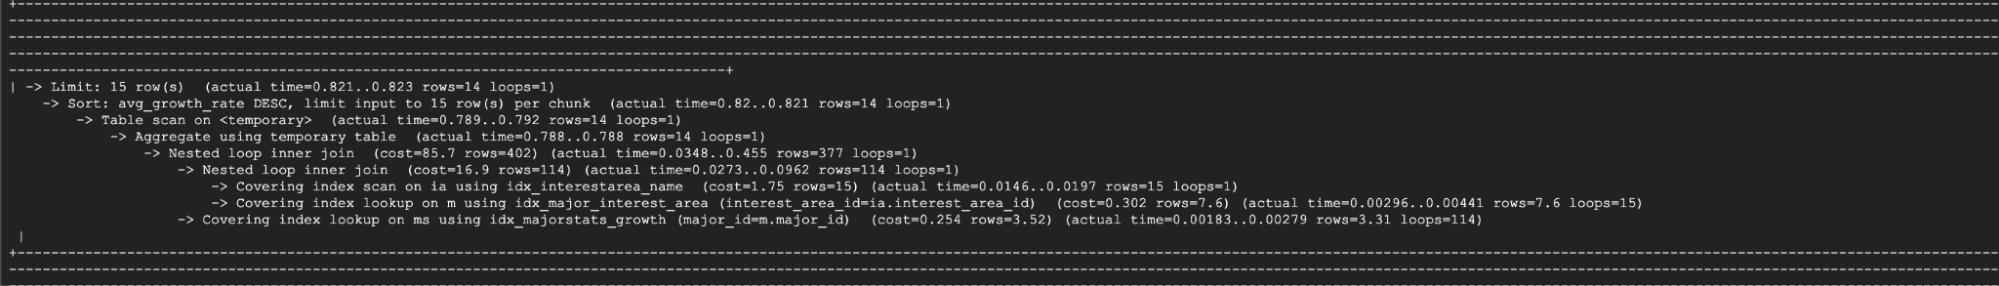 | -> Limit: 15 row(s)  (actual time=0.821..0.823 rows=14 loops=1)
    -> Sort: avg_growth_rate DESC, limit input to 15 row(s) per chunk  (actual time=0.82..0.821 rows=14 loops=1)
        -> Table scan on <temporary>  (actual time=0.789..0.792 rows=14 loops=1)
            -> Aggregate using temporary table  (actual time=0.788..0.788 rows=14 loops=1)
                -> Nested loop inner join  (cost=85.7 rows=402) (actual time=0.0348..0.455 rows=377 loops=1)
                    -> Nested loop inner join  (cost=16.9 rows=114) (actual time=0.0273..0.0962 rows=114 loops=1)
                        -> Covering index scan on ia using idx_interestarea_name  (cost=1.75 rows=15) (actual time=0.0146..0.0197 rows=15 loops=1)
                        -> Covering index lookup on m using idx_major_interest_area (interest_area_id=ia.interest_area_id)  (cost=0.302 rows=7.6) (actual time=0.00296..0.00441 rows=7.6 loops=15)
                    -> Covering index lookup on ms using idx_majorstats_growth (major_id=m.major_id)  (cost=0.254 rows=3.52) (actual time=0.00183..0.00279 rows=3.31 loops=114)
 |